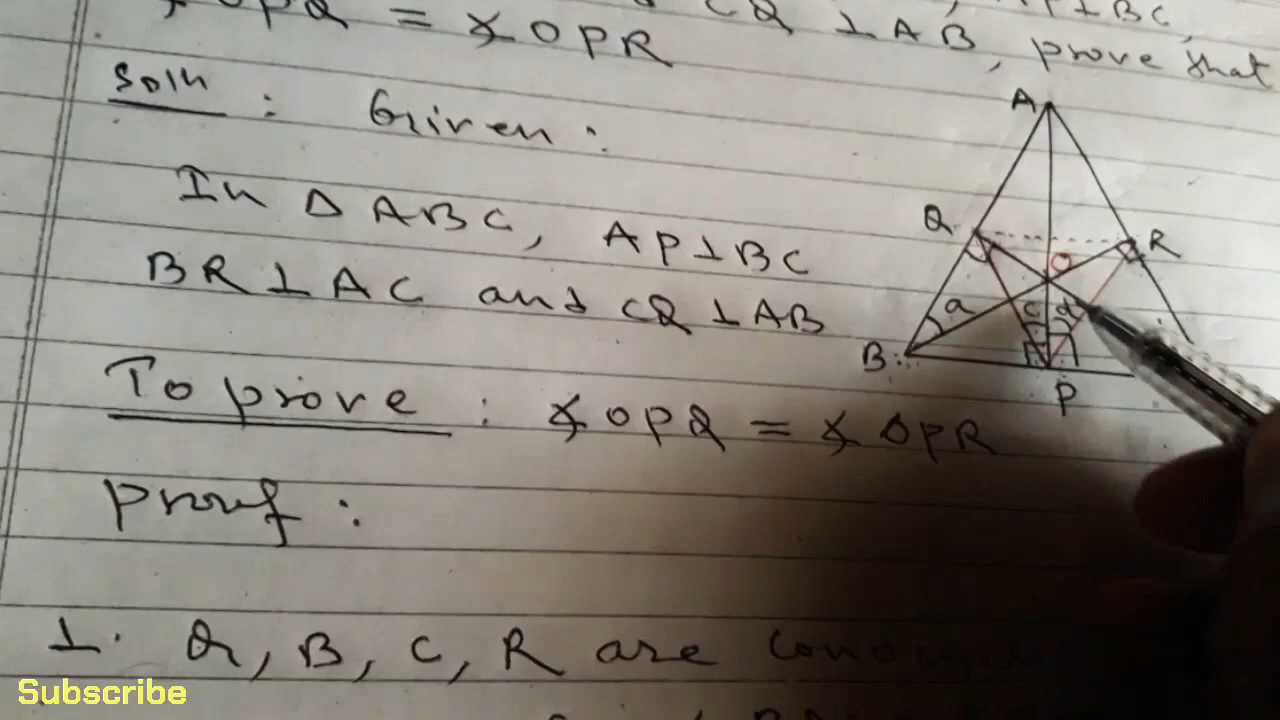 CQ ⊥ AB, prove that
∡OPQ = ∡OPR
Soln : Given :
In Δ ABC, AP⊥BC
BR⊥AC and CQ⊥AB
To prove : ∡OPQ = ∡OPR
Proof :
1. Q, B, C, R are
A
Q
R
O
a
c
d
B
P
Subscribe